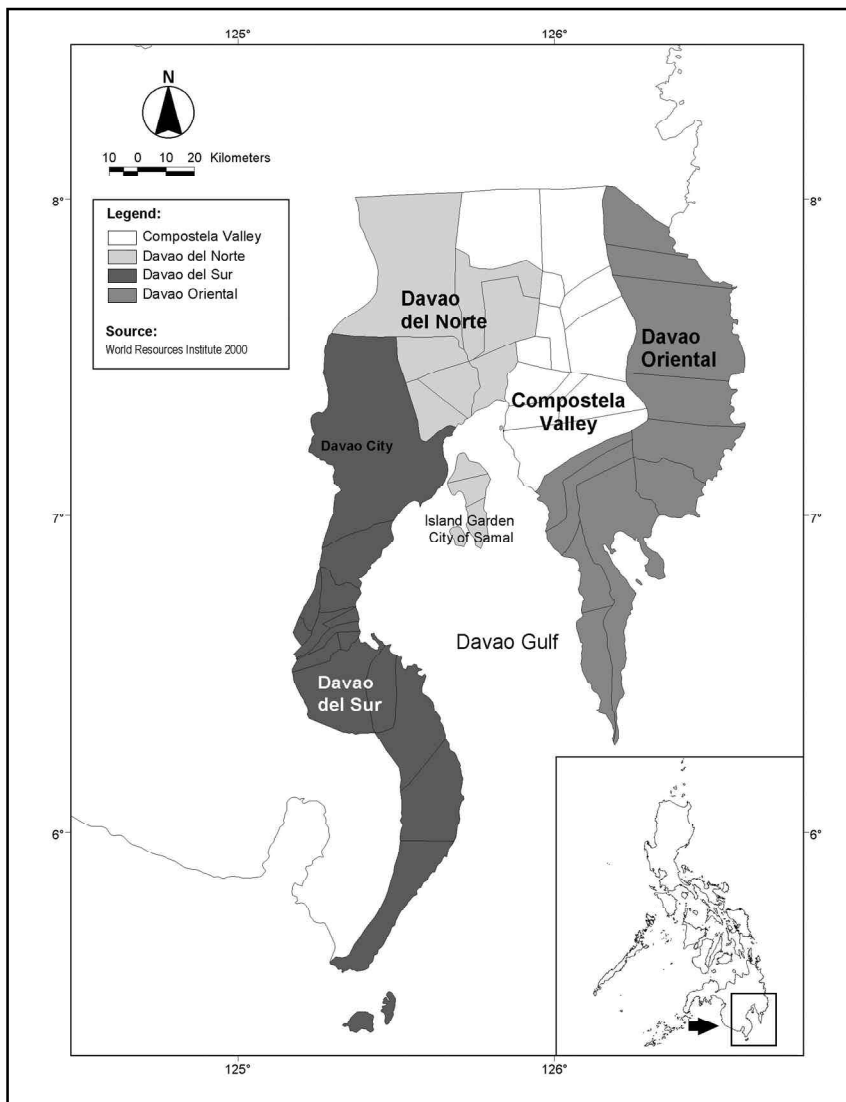 125°
126°
N
10 0 10 20 Kilometers
8°
8°
Legend:
Compostela Valley
Davao del Norte
Davao del Sur
Davao Oriental
Source:
World Resources Institute 2000
Davao
del Norte
Davao
Oriental
Compostela
Valley
Davao City
7°
7°
Island Garden
City of Samal
Davao Gulf
Davao
del Sur
6°
6°
125°
126°